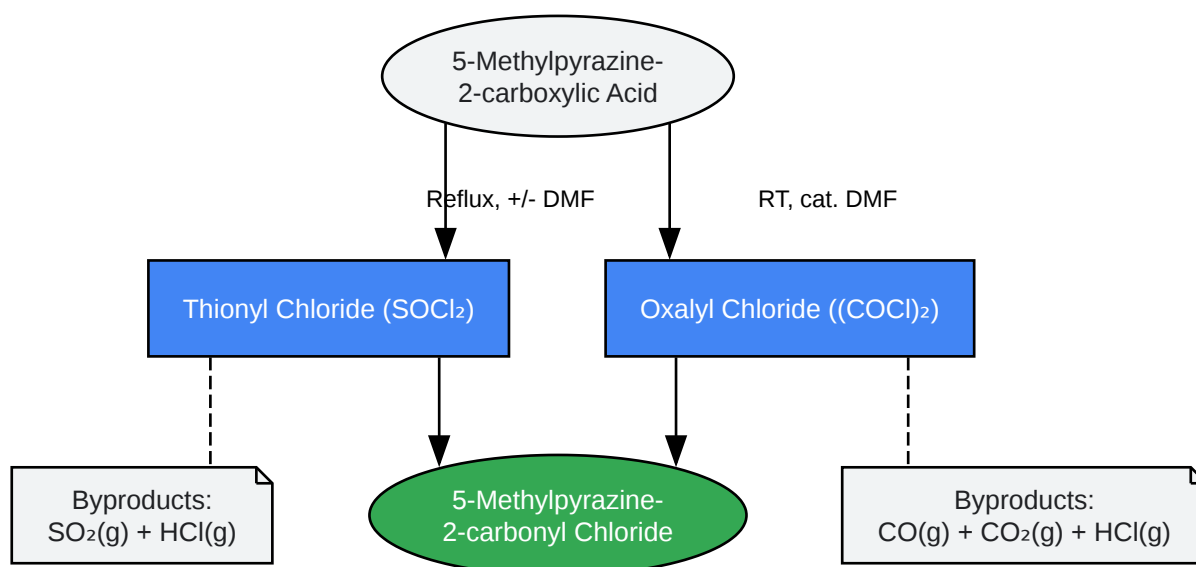 5-Methylpyrazine-
2-carboxylic Acid
Reflux, +/- DMF
RT, cat. DMF
Thionyl Chloride (SOCl₂)
Oxalyl Chloride ((COCl)₂)
Byproducts:
SO₂(g) + HCl(g)
5-Methylpyrazine-
2-carbonyl Chloride
Byproducts:
CO(g) + CO₂(g) + HCl(g)